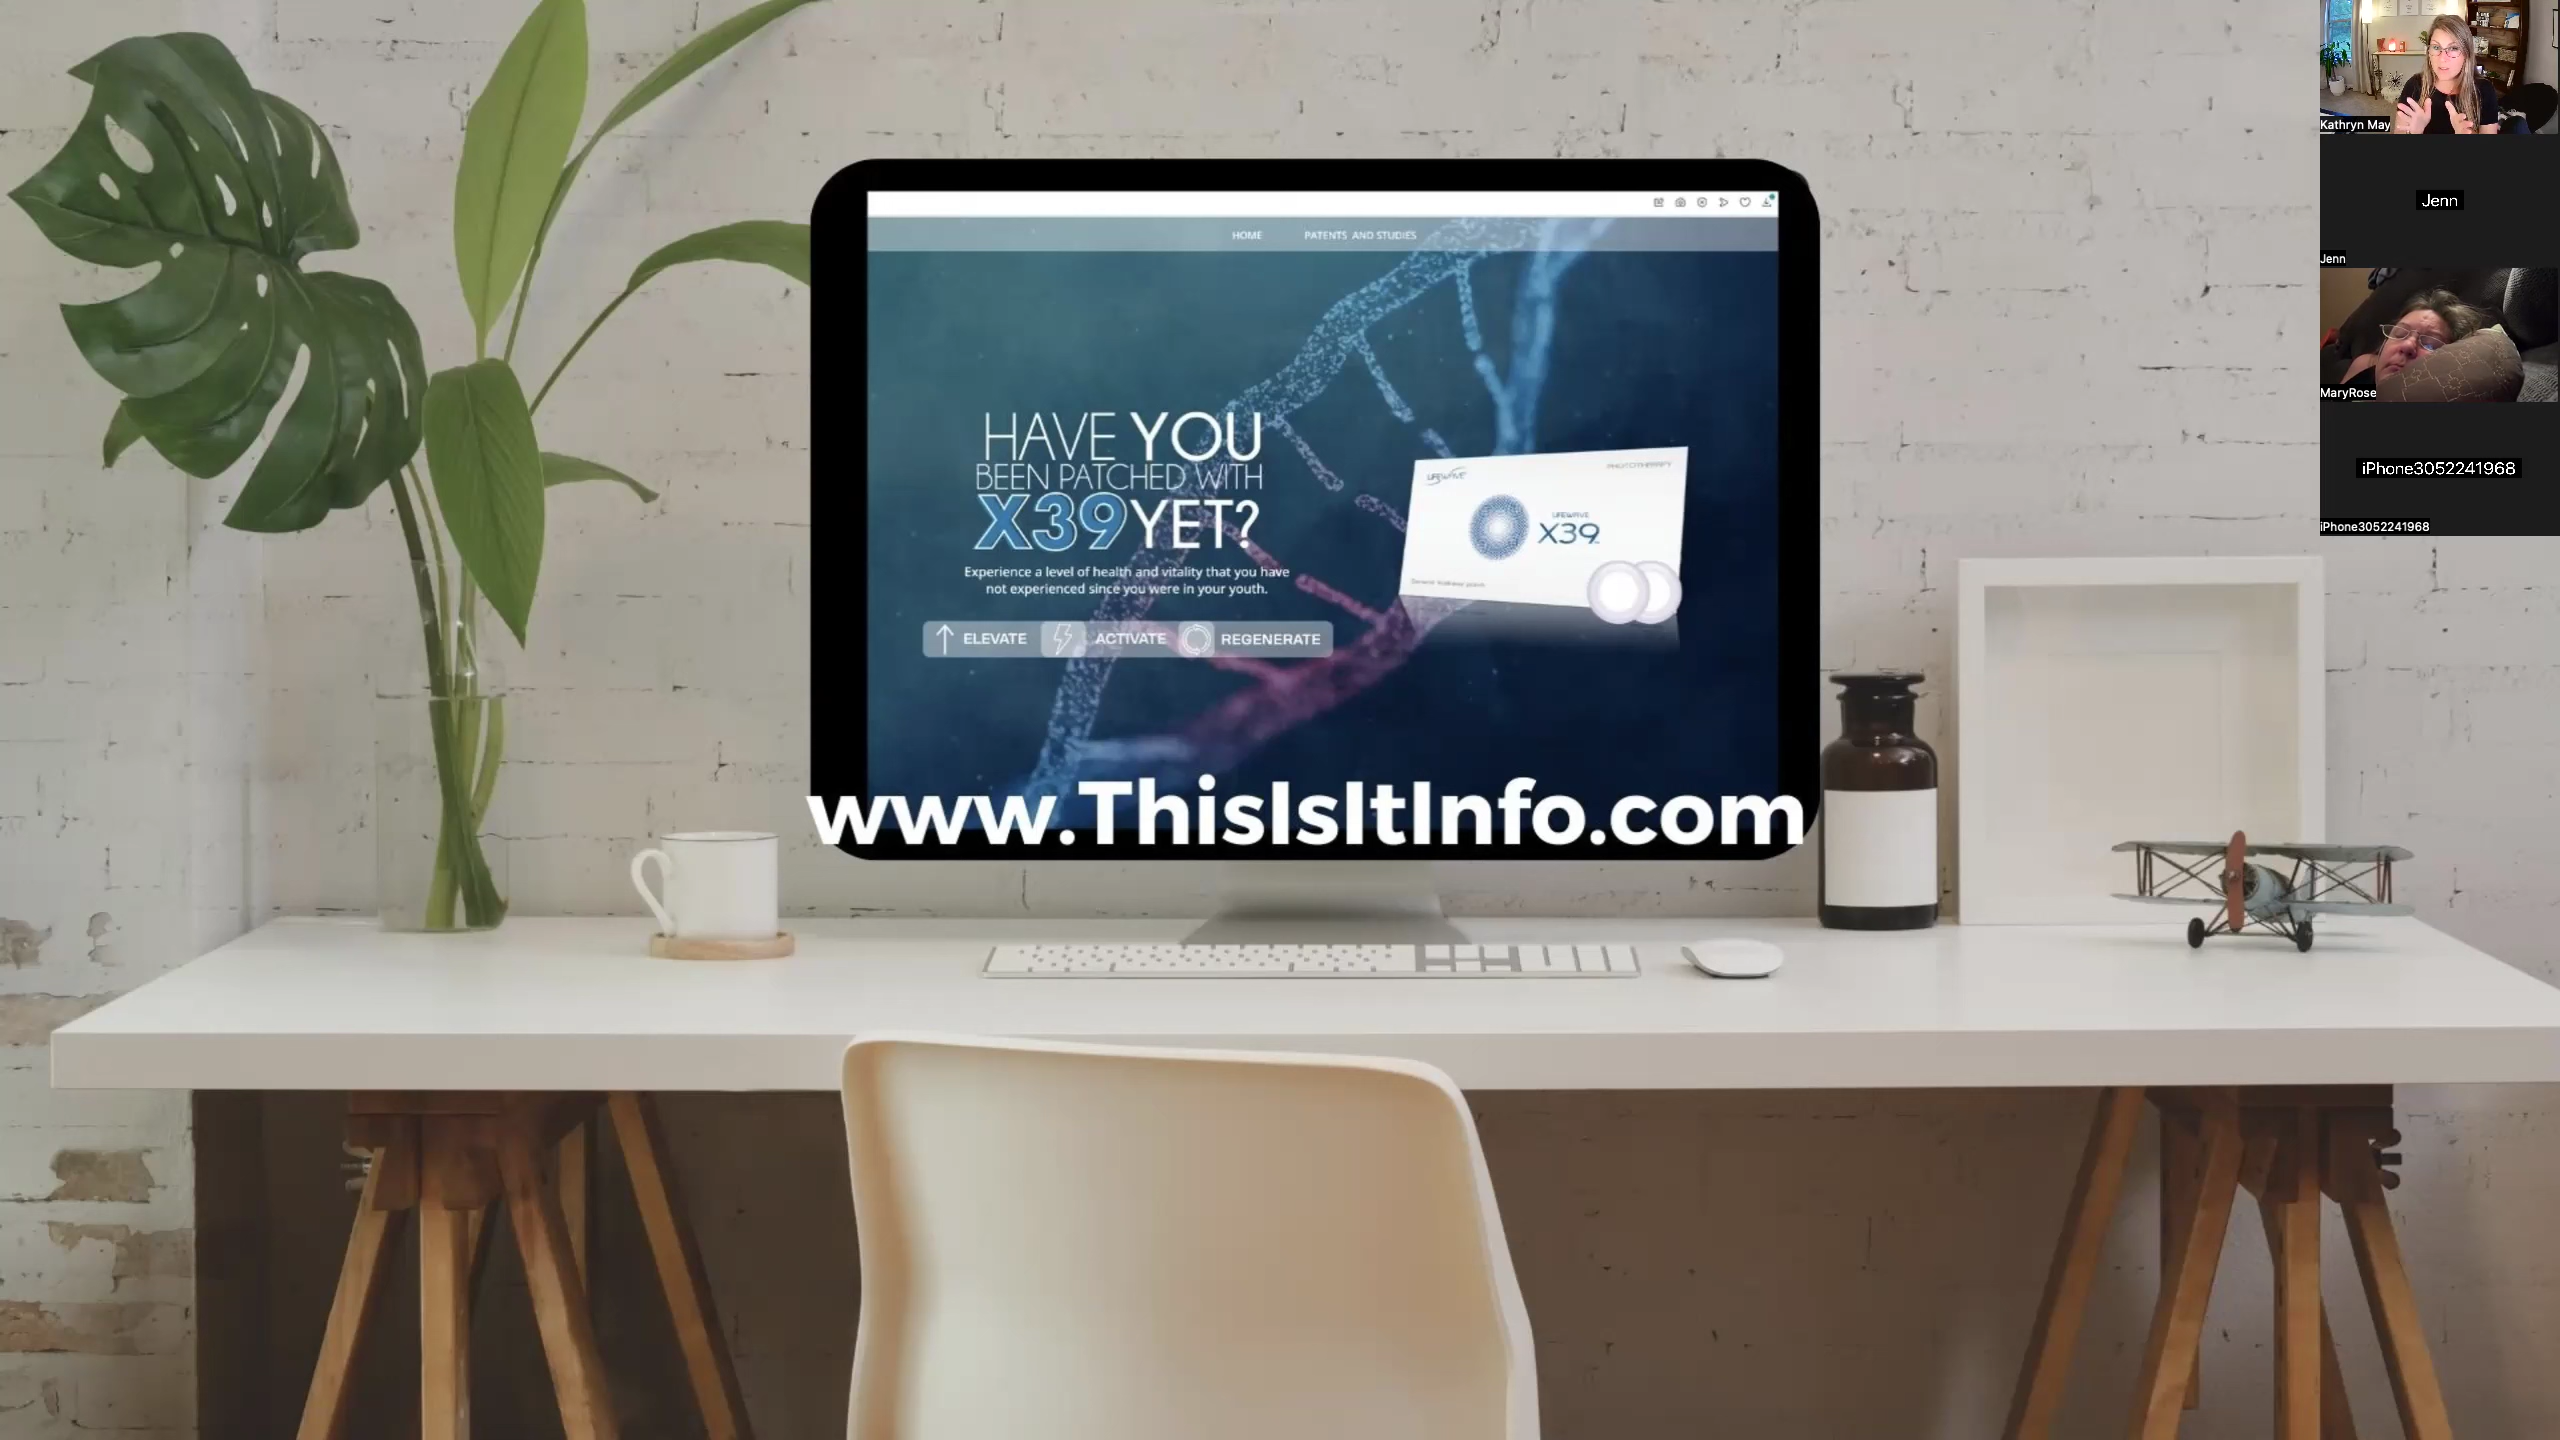 HOME PATENTS AND STUDIES
HAVE YOU
BEEN PATCHED WITH
X39 YET?
Experience a level of health and vitality that you have
not experienced since you were in your youth.
ELEVATE ACTIVATE REGENERATE
LIFEWAVE
PHOTOTHERAPY
LIFEWAVE
X39
www.ThisIsItInfo.com
Kathryn May
Jenn
Jenn
MaryRose
iPhone3052241968
iPhone3052241968